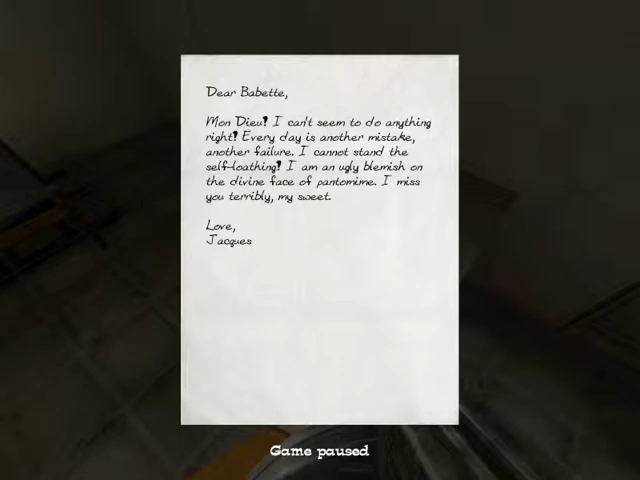 Dear Babette,
Mon Dieu! I can't seem to do anything
right! Every day is another mistake,
another failure. I cannot stand the
self-loathing! I am an ugly blemish on
the divine face of pantomime. I miss
you terribly, my sweet.
Love,
Jacques
Game paused